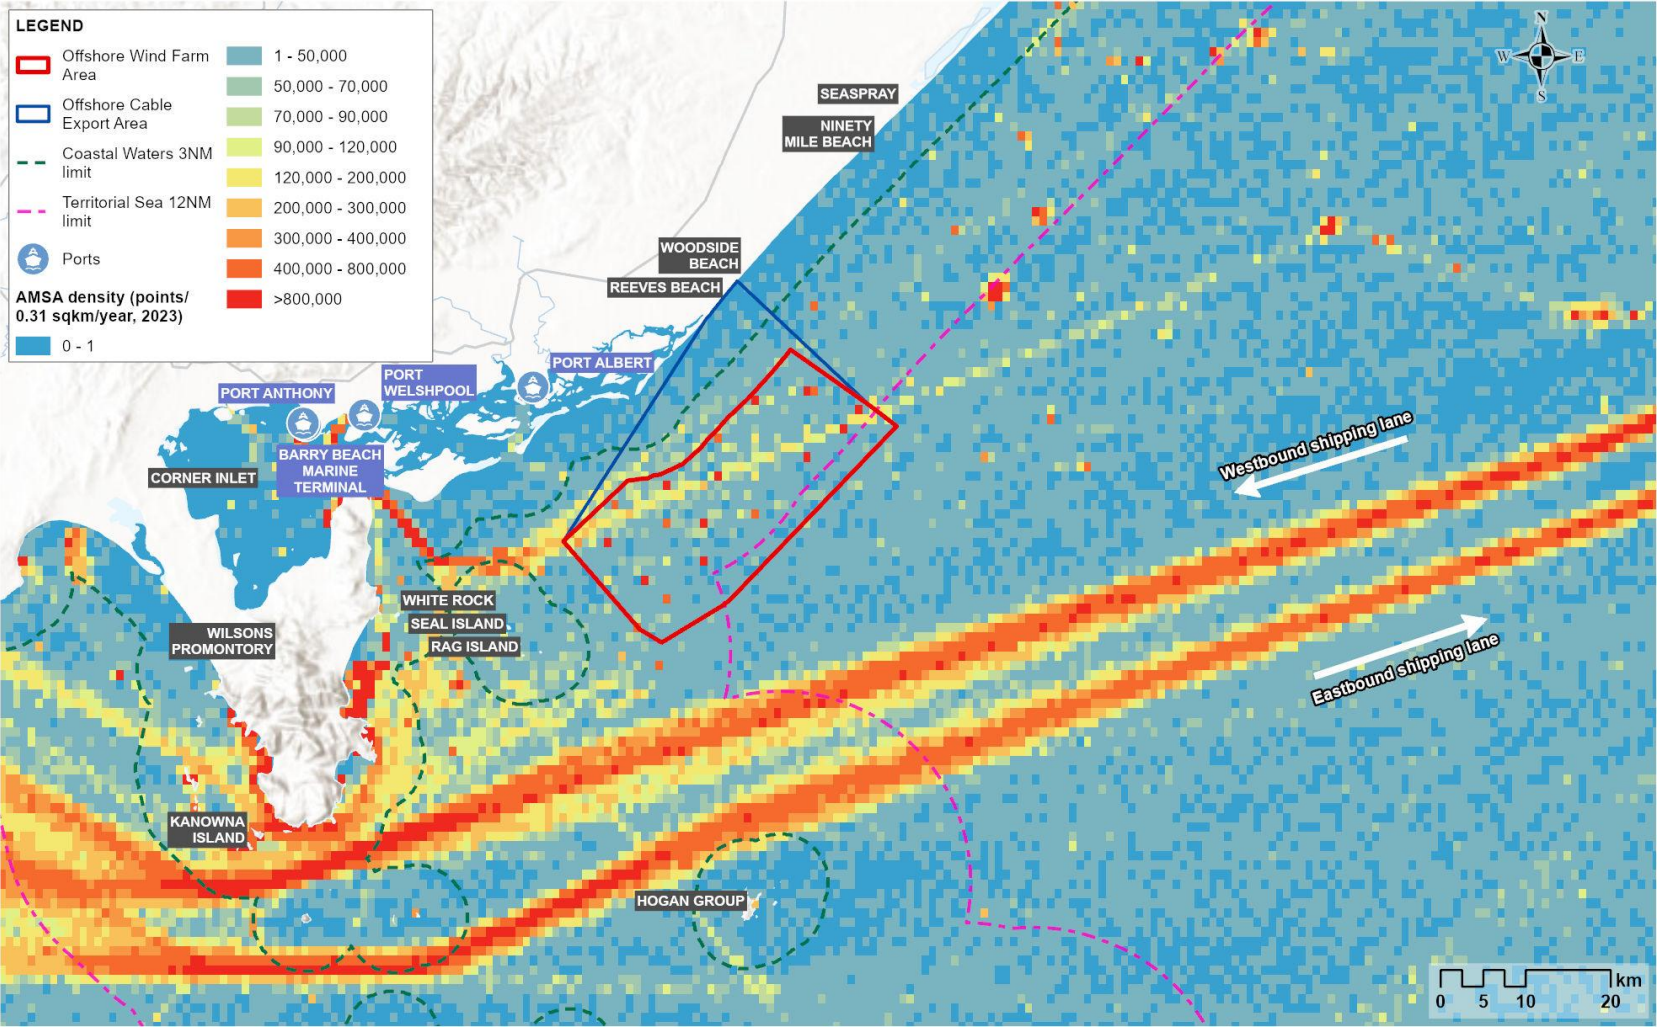 LEGEND
Offshore Wind Farm
Area
Offshore Cable
Export Area
Coastal Waters 3NM
limit
Territorial Sea 12NM
limit
Ports
AMSA density (points/
0.31 sqkm/year, 2023)
0 - 1
1 - 50,000
50,000 - 70,000
70,000 - 90,000
90,000 - 120,000
120,000 - 200,000
200,000 - 300,000
300,000 - 400,000
400,000 - 800,000
>800,000
N
W
E
S
SEASPRAY
NINETY
MILE BEACH
WOODSIDE
BEACH
REEVES BEACH
PORT ALBERT
PORT
WELSHPOOL
PORT ANTHONY
BARRY BEACH
MARINE
TERMINAL
CORNER INLET
Westbound shipping lane
WHITE ROCK
SEAL ISLAND
RAG ISLAND
WILSONS
PROMONTORY
Eastbound shipping lane
KANOWNA
ISLAND
HOGAN GROUP
km
0 5 10 20